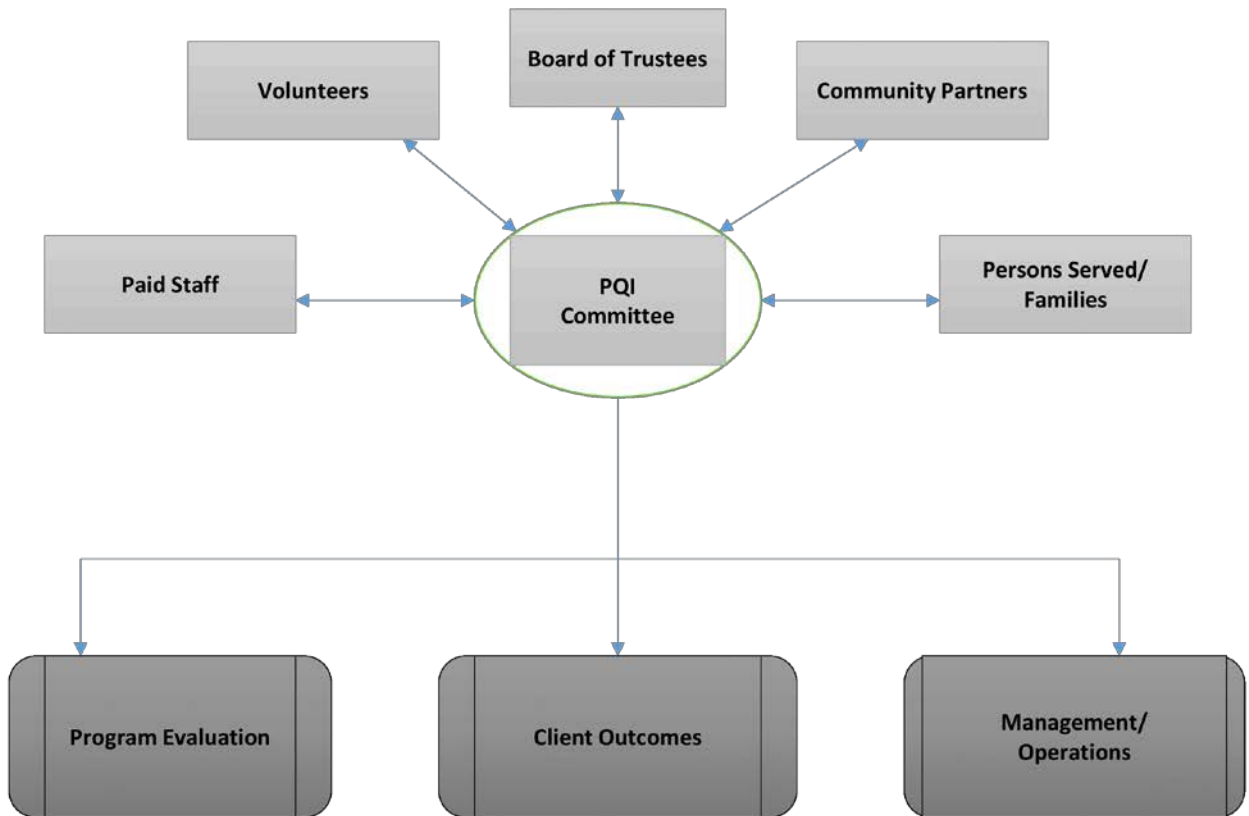 Board of Trustees
Volunteers
Community Partners
Paid Staff
PQI
Committee
Persons Served/
Families
Program Evaluation
Client Outcomes
Management/
Operations